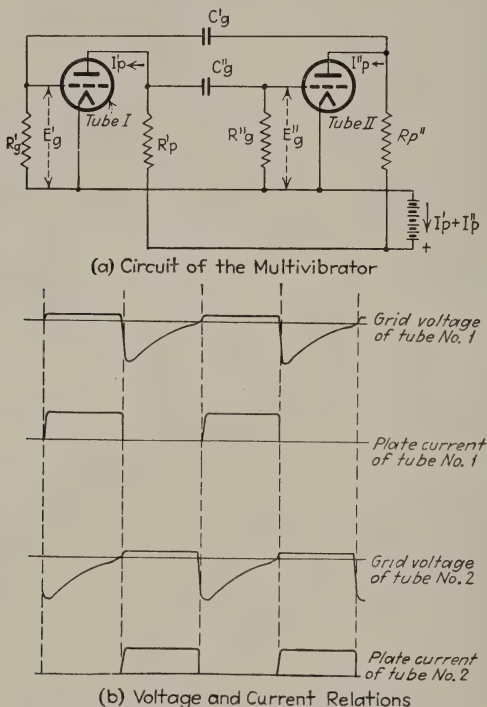 C'g
I'p
C"g
I"p
Tube I
Tube II
R'g
E'g
R'p
R"g
E"g
Rp"
I'p+I"p
+
(a) Circuit of the Multivibrator
Grid voltage
of tube No. 1
Plate current
of tube No. 1
Grid voltage
of tube No. 2
Plate current
of tube No. 2
(b) Voltage and Current Relations